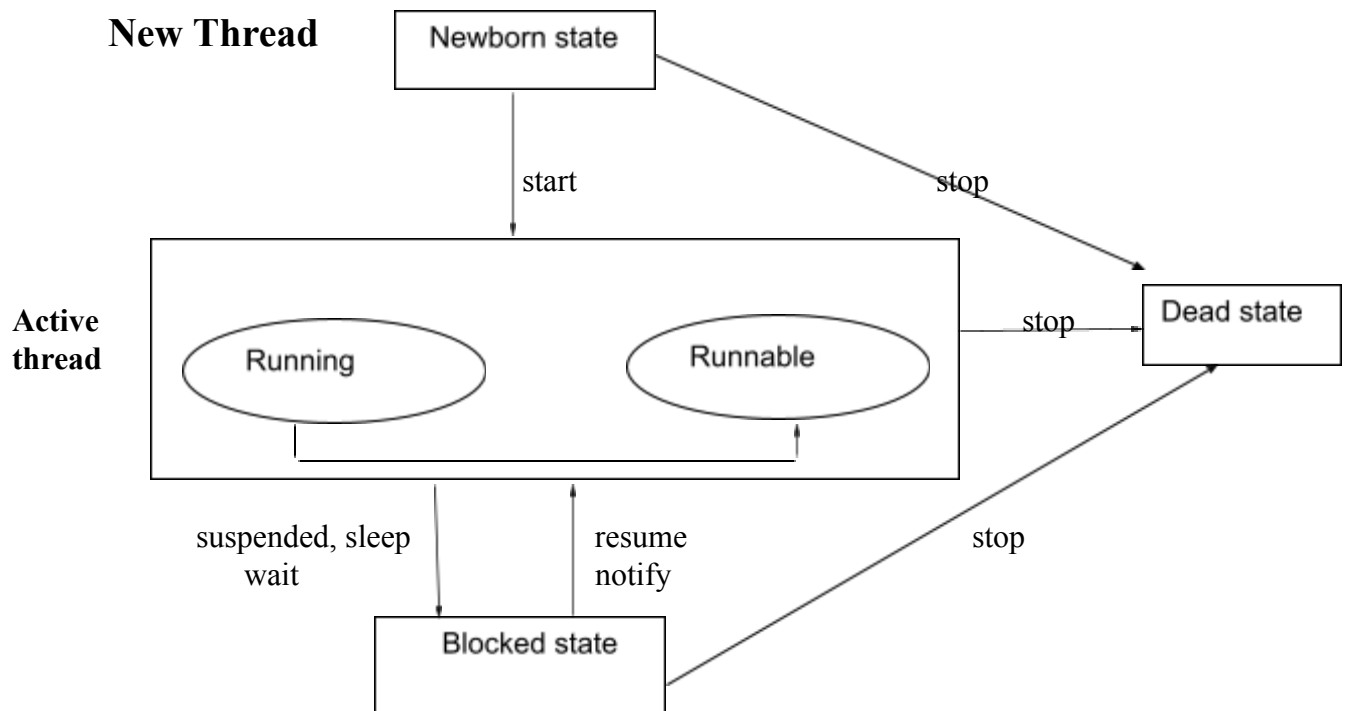 New Thread
Newborn state
start
stop
Active
thread
Running
Runnable
stop
Dead state
suspended, sleep
wait
resume
notify
stop
Blocked state